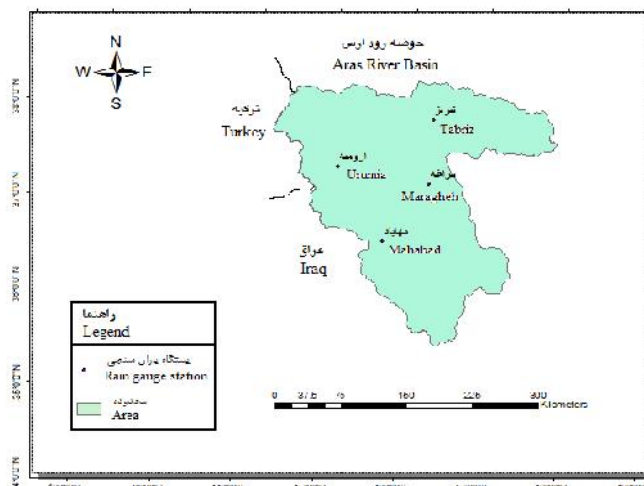 N
W
E
S
حوضه رود ارس
Aras River Basin
ترکیه
Turkey
تبریز
Tabriz
ارومیه
Urumia
مراغه
Maragheh
مهاباد
Mahabad
عراق
Iraq
راهنما
Legend
ایستگاه باران سنجی
Rain gauge station
محدوده
Area
0 37.5 75 150 225 300
Kilometers